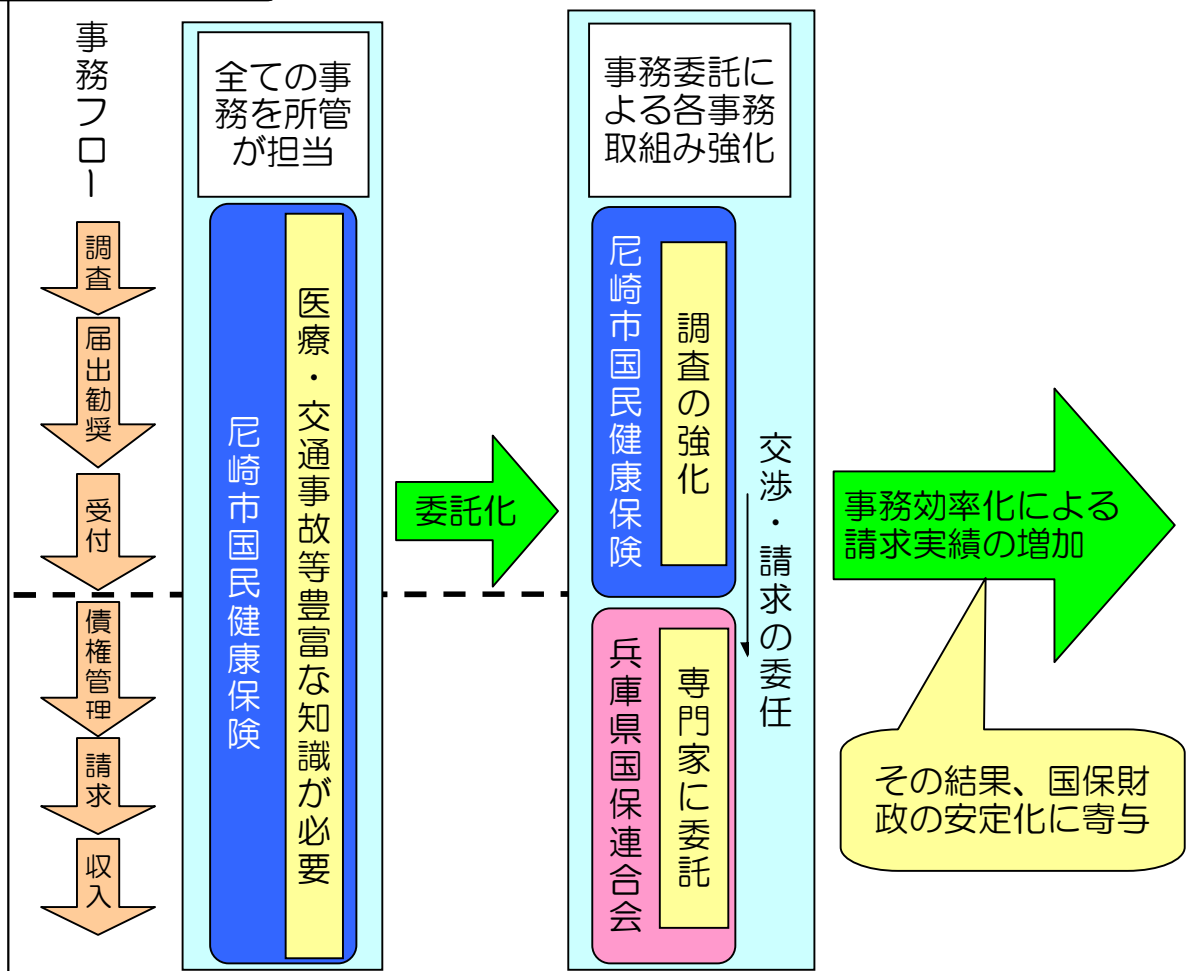 事務フロー
調査
届出勧奨
受付
債権管理
請求
収入
全ての事
務を所管
が担当
尼崎市国民健康保険
医療・交通事故等豊富な知識が必要
委託化
事務委託に
よる各事務
取組み強化
尼崎市国民健康保険
調査の強化
兵庫県国保連合会
専門家に委託
交渉・請求の委任
事務効率化による
請求実績の増加
その結果、国保財
政の安定化に寄与